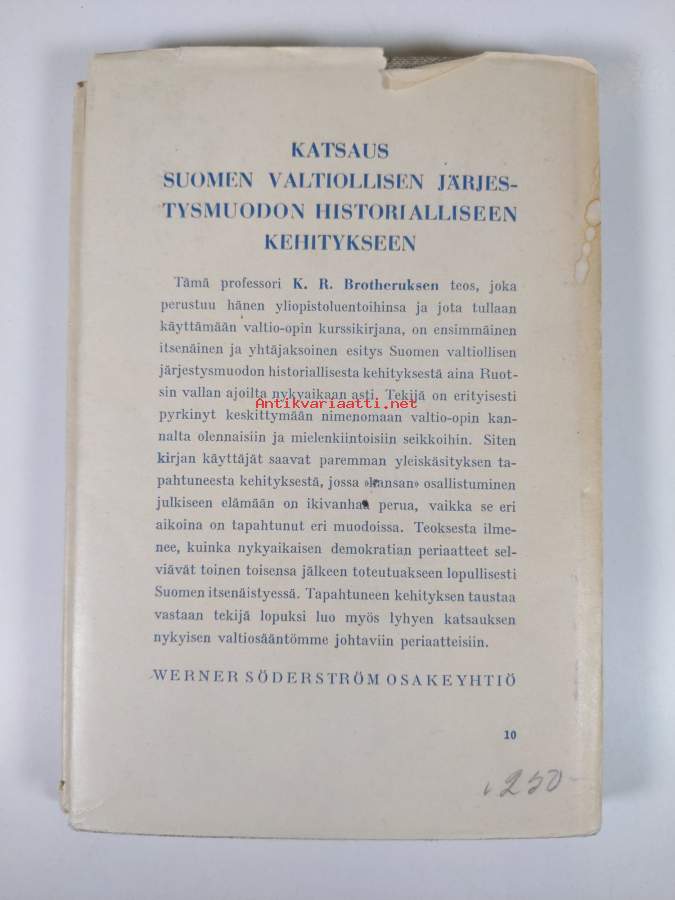 KATSAUS
SUOMEN VALTIOLLISEN JÄRJES-
TYSMUODON HISTORIALLISEEN
KEHITYKSEEN
Tämä professori K. R. Brotheruksen teos, joka
perustuu hänen yliopistoluentoihinsa ja jota tullaan
käyttämään valtio-opin kurssikirjana, on ensimmäinen
itsenäinen ja yhtäjaksoinen esitys Suomen valtiollisen
järjestysmuodon historiallisesta kehityksestä aina Ruot-
sin vallan ajoilta nykyaikaan asti. Tekijä on erityisesti
Antikvariaatti.net
pyrkinyt keskittymään nimenomaan valtio-opin kan-
nalta olennaisiin ja mielenkiintoisiin seikkoihin. Siten
kirjan käyttäjät saavat paremman yleiskäsityksen ta-
pahtuneesta kehityksestä, jossa »kansan» osallistuminen
julkiseen elämään on ikivanhaa perua, vaikka se eri
aikoina on tapahtunut eri muodoissa. Teoksesta ilme-
nee, kuinka nykyaikaisen demokratian periaatteet sel-
viävät toinen toisensa jälkeen toteutuakseen lopullisesti
Suomen itsenäistyessä. Tapahtuneen kehityksen taustaa
vastaan tekijä lopuksi luo myös lyhyen katsauksen
nykyisen valtiosääntömme johtaviin periaatteisiin.
WERNER SÖDERSTRÖM OSAKEYHTIÖ
10
250-